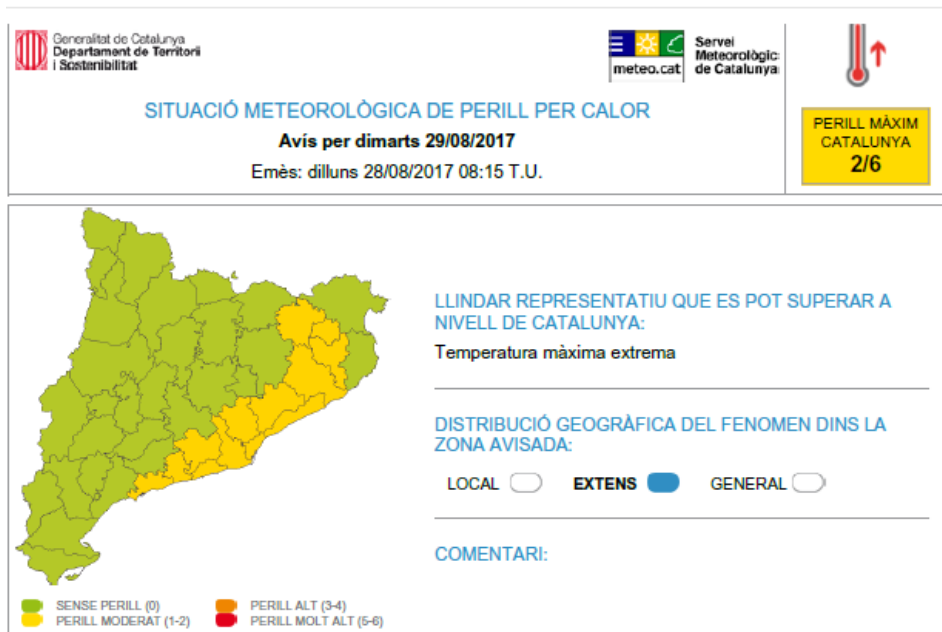 Generalitat de Catalunya
Departament de Territori
i Sostenibilitat
meteo.cat
Servei
Meteorològic
de Catalunya
SITUACIÓ METEOROLÒGICA DE PERILL PER CALOR
Avís per dimarts 29/08/2017
Emès: dilluns 28/08/2017 08:15 T.U.
PERILL MÀXIM
CATALUNYA
2/6
LLINDAR REPRESENTATIU QUE ES POT SUPERAR A
NIVELL DE CATALUNYA:
Temperatura màxima extrema
DISTRIBUCIÓ GEOGRÀFICA DEL FENOMEN DINS LA
ZONA AVISADA:
LOCAL EXTENS GENERAL
COMENTARI:
SENSE PERILL (0)
PERILL MODERAT (1-2)
PERILL ALT (3-4)
PERILL MOLT ALT (5-6)